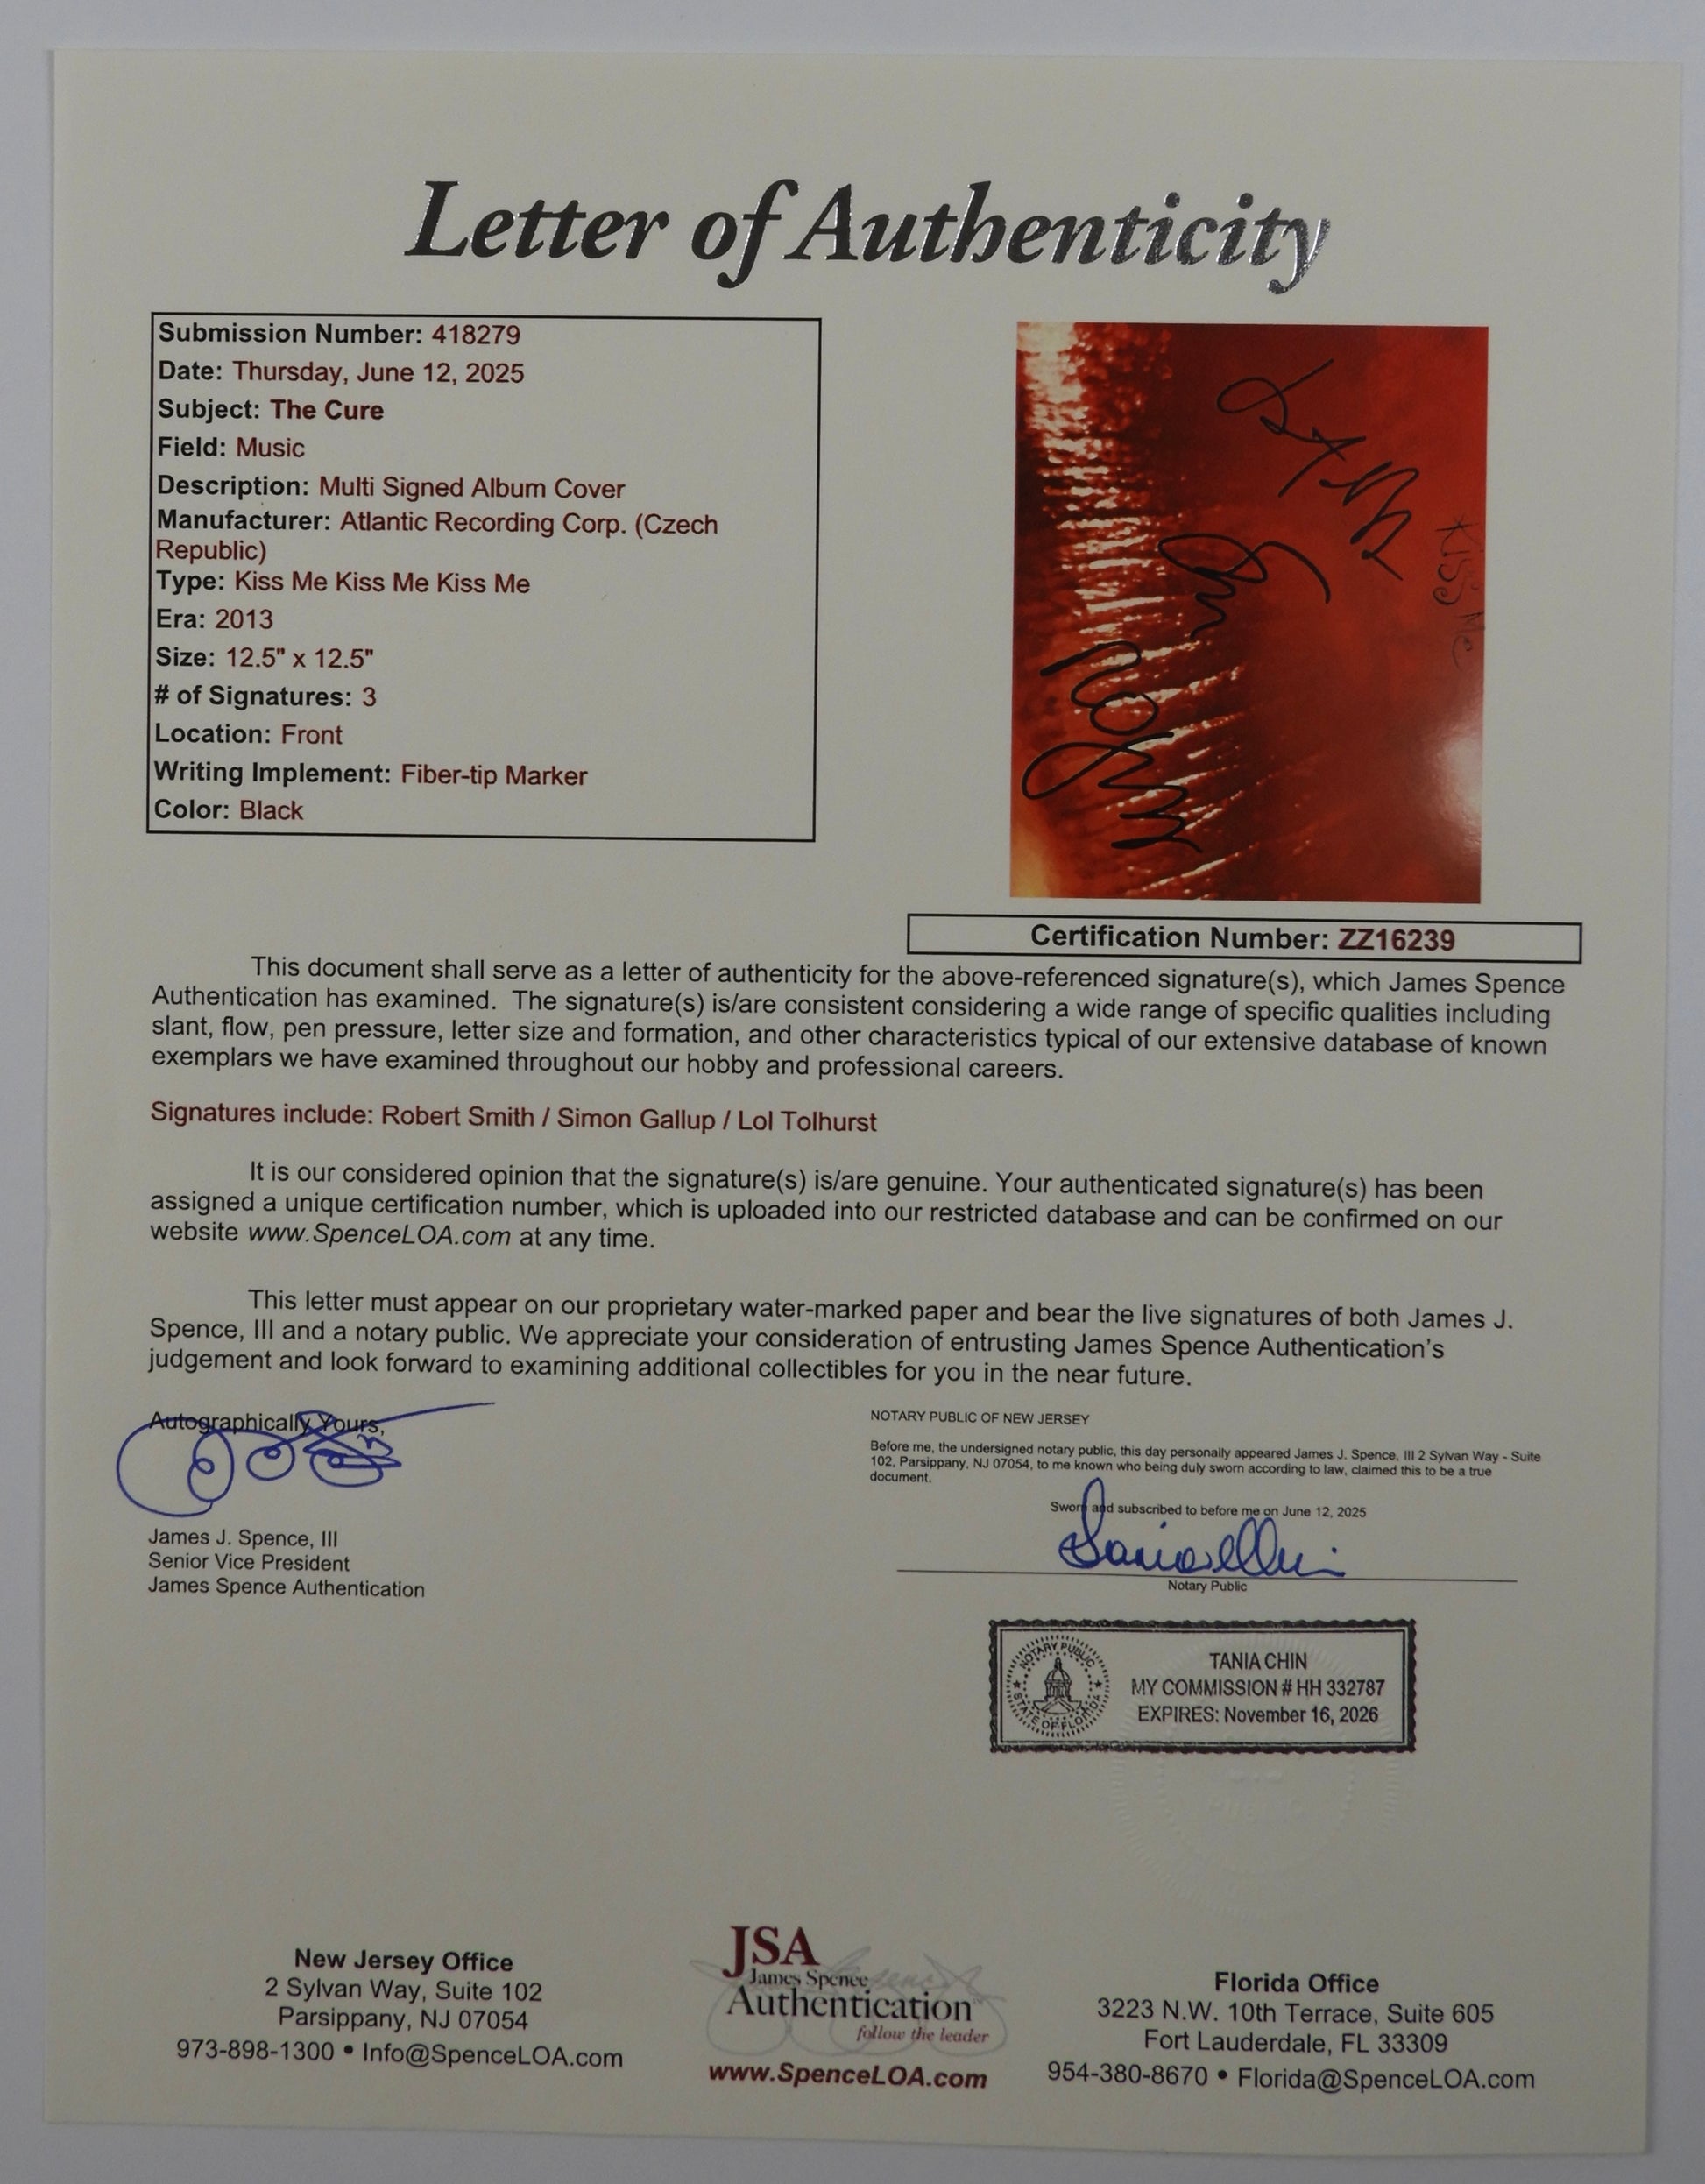 Letter of Authenticity
Submission Number: 418279
Date: Thursday, June 12, 2025
Subject: The Cure
Field: Music
Description: Multi Signed Album Cover
Manufacturer: Atlantic Recording Corp. (Czech
Republic)
Type: Kiss Me Kiss Me Kiss Me
Era: 2013
Size: 12.5" x 12.5"
# of Signatures: 3
Location: Front
Writing Implement: Fiber-tip Marker
Color: Black
KISS Me
Certification Number: ZZ16239
This document shall serve as a letter of authenticity for the above-referenced signature(s), which James Spence
Authentication has examined. The signature(s) is/are consistent considering a wide range of specific qualities including
slant, flow, pen pressure, letter size and formation, and other characteristics typical of our extensive database of known
exemplars we have examined throughout our hobby and professional careers.
Signatures include: Robert Smith / Simon Gallup / Lol Tolhurst
It is our considered opinion that the signature(s) is/are genuine. Your authenticated signature(s) has been
assigned a unique certification number, which is uploaded into our restricted database and can be confirmed on our
website www.SpenceLOA.com at any time.
This letter must appear on our proprietary water-marked paper and bear the live signatures of both James J.
Spence, III and a notary public. We appreciate your consideration of entrusting James Spence Authentication's
judgement and look forward to examining additional collectibles for you in the near future.
Autographically Yours,
James J. Spence, III
Senior Vice President
James Spence Authentication
NOTARY PUBLIC OF NEW JERSEY
Before me, the undersigned notary public, this day personally appeared James J. Spence, III 2 Sylvan Way - Suite
102, Parsippany, NJ 07054, to me known who being duly sworn according to law, claimed this to be a true
document.
Sworn and subscribed to before me on June 12, 2025
Notary Public
NOTARY PUBLIC
STATE OF FLORIDA
TANIA CHIN
MY COMMISSION # HH 332787
EXPIRES: November 16, 2026
New Jersey Office
2 Sylvan Way, Suite 102
Parsippany, NJ 07054
973-898-1300 • Info@SpenceLOA.com
JSA
James Spence
Authentication
follow the leader
www.SpenceLOA.com
Florida Office
3223 N.W. 10th Terrace, Suite 605
Fort Lauderdale, FL 33309
954-380-8670 • Florida@SpenceLOA.com